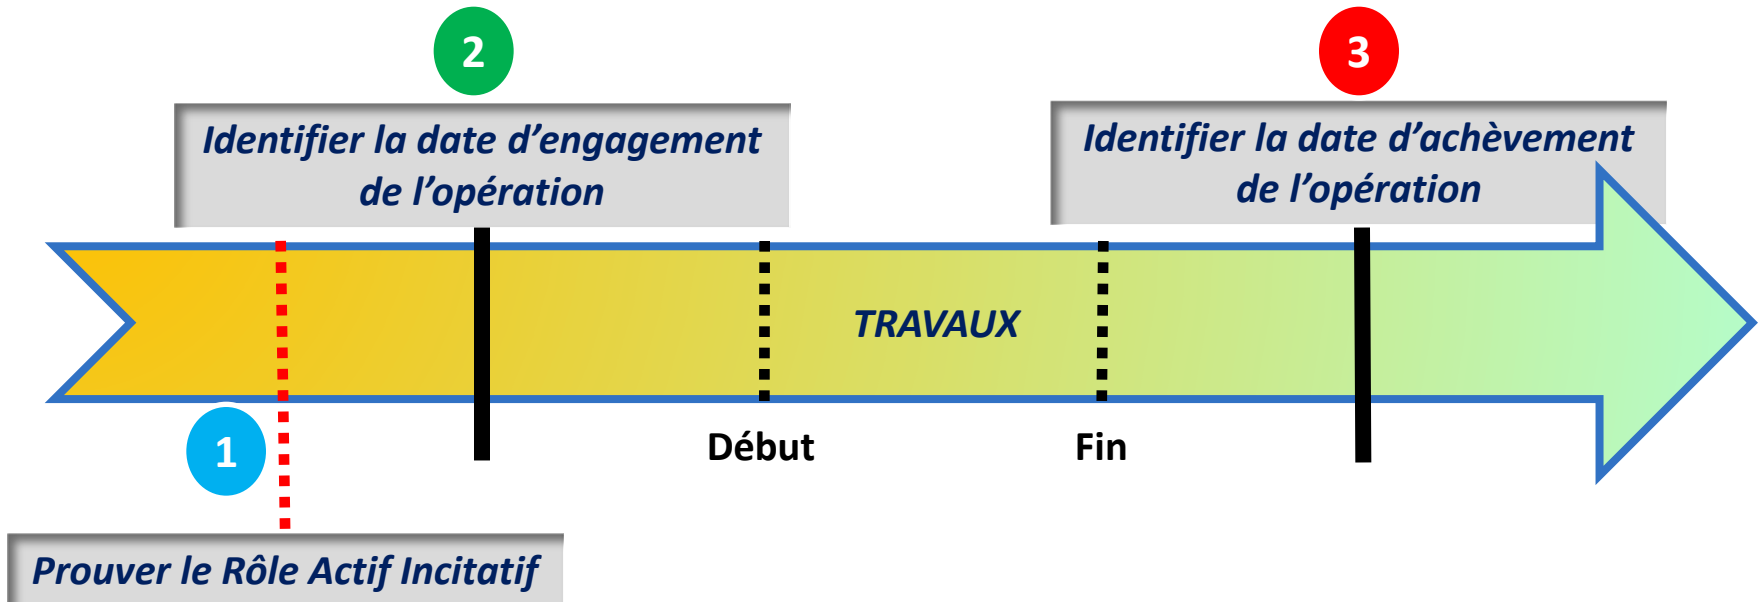 2
3
Identifier la date d’engagement
de l’opération
Identifier la date d’achèvement
de l’opération
TRAVAUX
1
Début
Fin
Prouver le Rôle Actif Incitatif